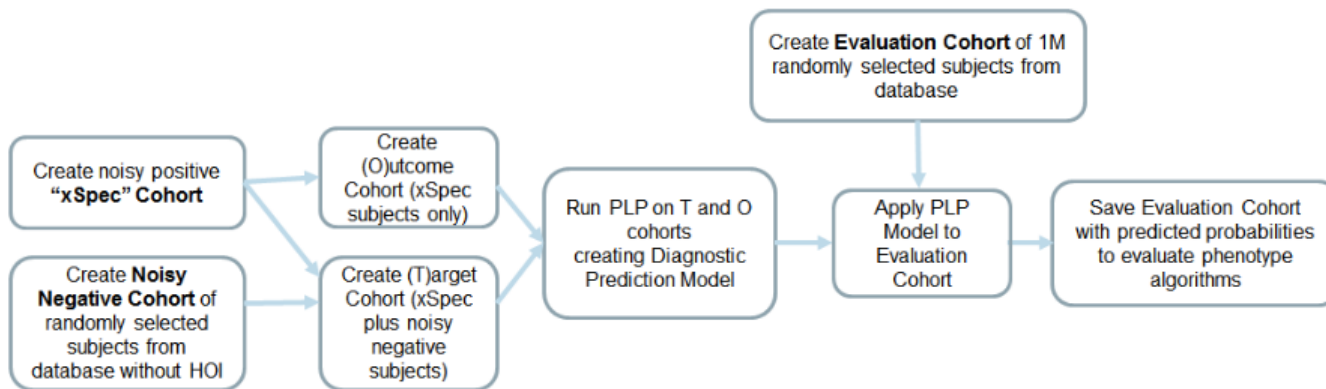 Create Evaluation Cohort of 1M
randomly selected subjects from
database
Create noisy positive
“xSpec” Cohort
Create
(O)utcome
Cohort (xSpec
subjects only)
Run PLP on T and O
cohorts
creating Diagnostic
Prediction Model
Apply PLP
Model to
Evaluation
Cohort
Save Evaluation Cohort
with predicted probabilities
to evaluate phenotype
algorithms
Create Noisy
Negative Cohort of
randomly selected
subjects from
database without HOI
Create (T)arget
Cohort (xSpec
plus noisy
negative
subjects)